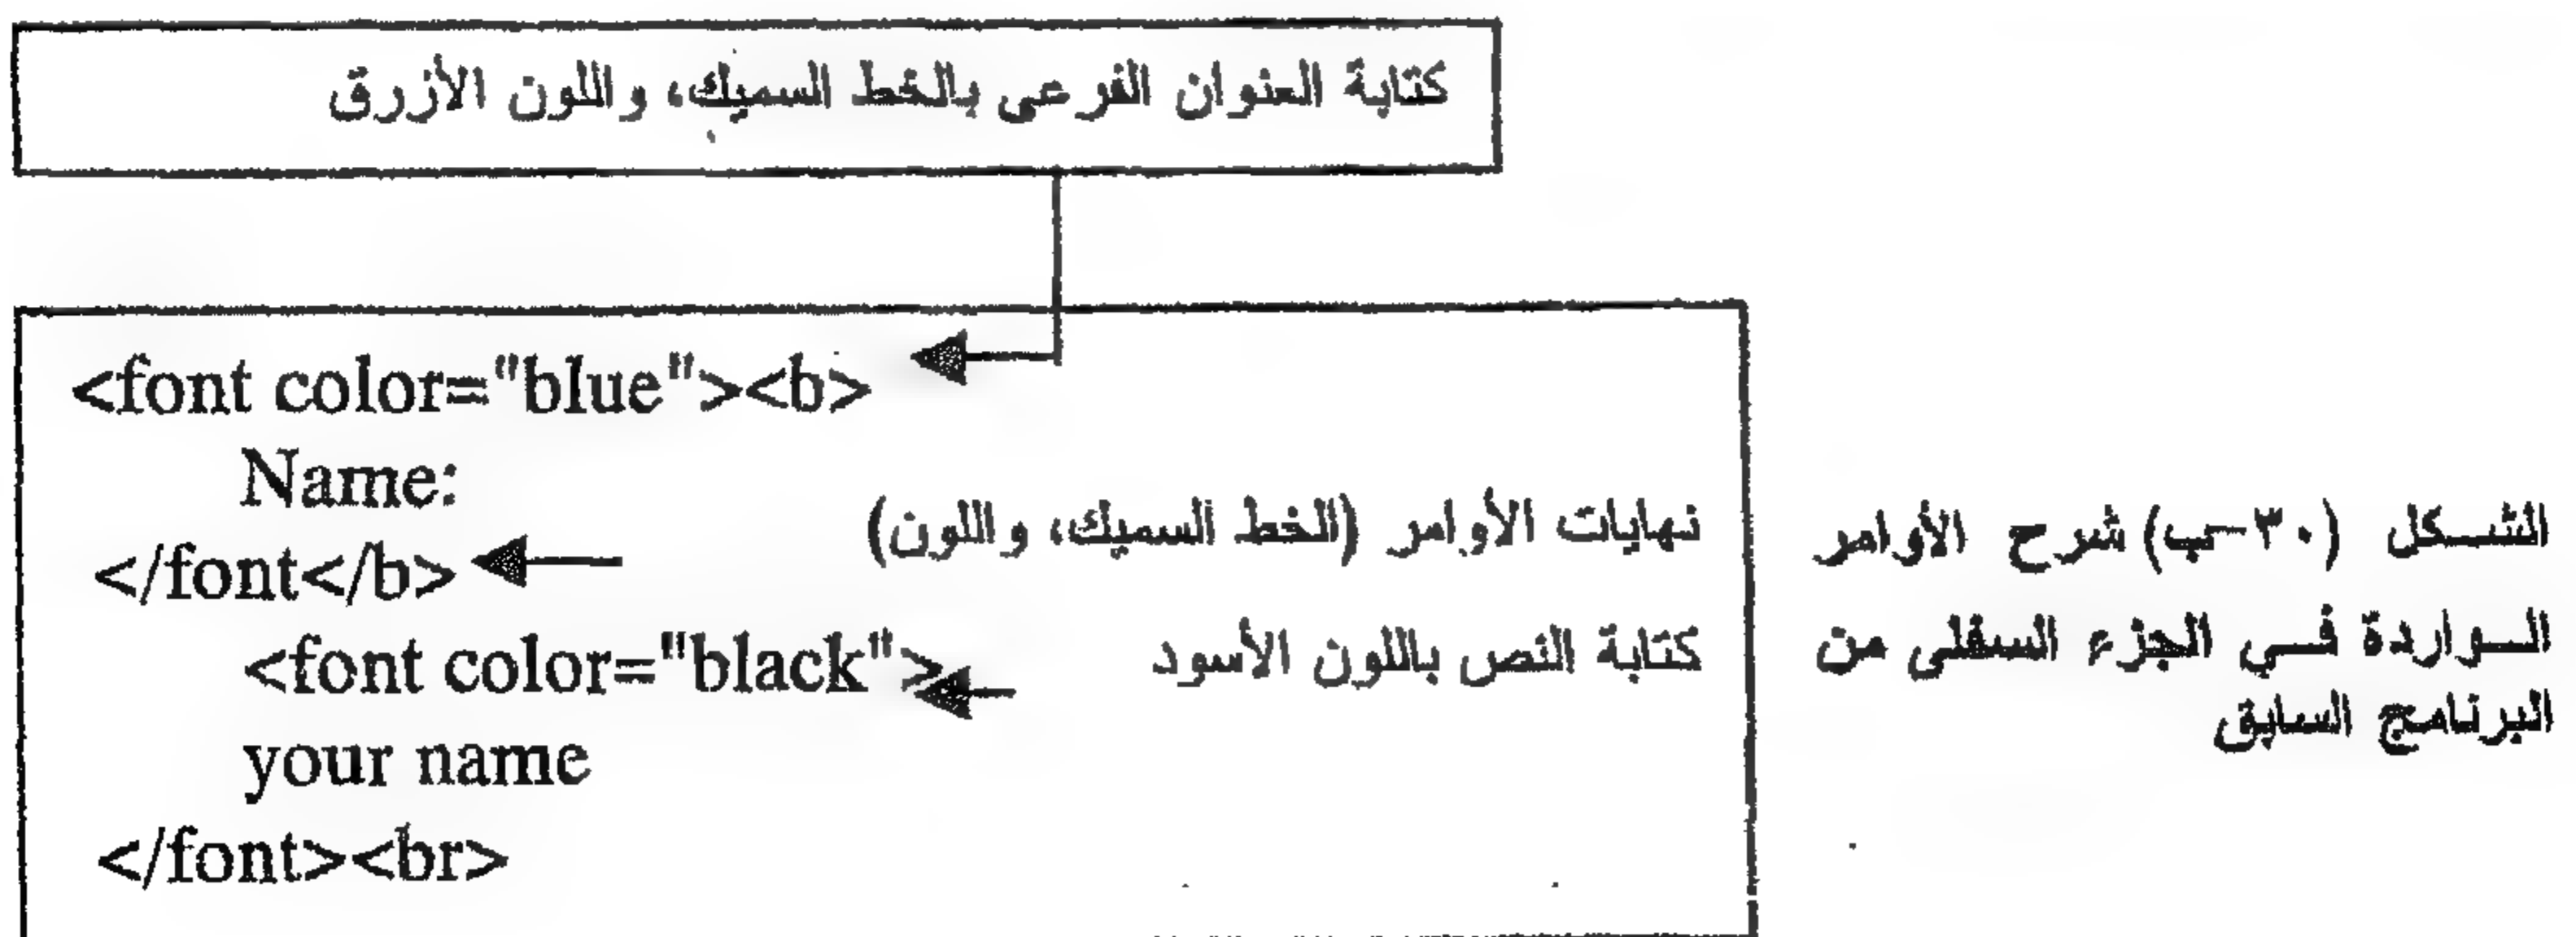 كتابة العنوان الفرعى بالخط السميك، واللون الأزرق
<font color="blue"><b>
Name:
</font</b>
نهايات الأوامر (الخط السميك، واللون)
<font color="black">
كتابة النص باللون الأسود
your name
</font><br>
الشكل (٣٠-ب) شرح الأوامر
الواردة في الجزء السفلى من
البرنامج السابق